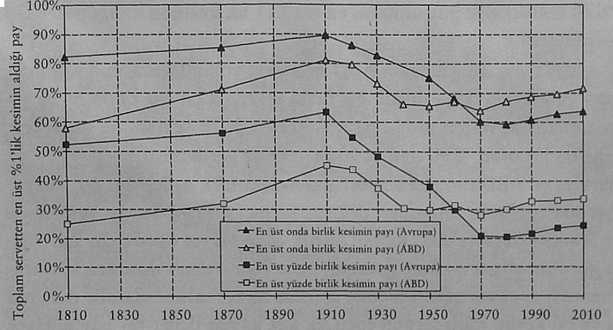 Toplam servetten en üst %1'lik kesimin aldığı pay
100%
90%
80%
70%
60%
50%
40%
30%
20%
10%
0%
En üst onda birlik kesimin payı (Avrupa)
En üst onda birlik kesimin payı (ABD)
En üst yüzde birlik kesimin payı (Avrupa)
En üst yüzde birlik kesimin payı (ABD)
1810 1830 1850 1870 1890 1910 1930 1950 1970 1990 2010